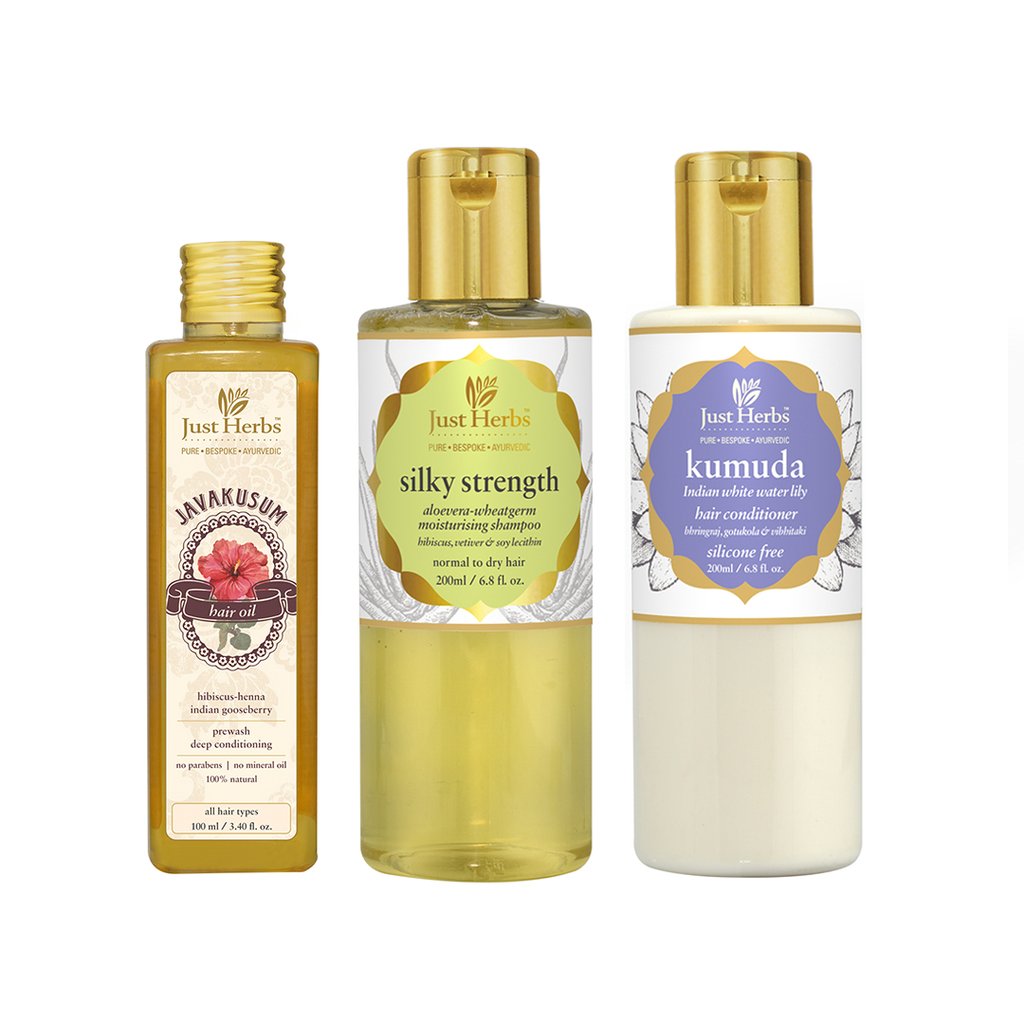 Just Herbs™
PURE • BESPOKE • AYURVEDIC
JAVAKUSUM
hair oil
hibiscus-henna
indian gooseberry
prewash
deep conditioning
no parabens | no mineral oil
100% natural
all hair types
100 ml / 3.40 fl. oz.
Just Herbs™
PURE • BESPOKE • AYURVEDIC
silky strength
aloevera-wheatgerm
moisturising shampoo
hibiscus, vetiver & soy lecithin
normal to dry hair
200ml / 6.8 fl. oz.
Just Herbs™
PURE • BESPOKE • AYURVEDIC
kumuda
Indian white water lily
hair conditioner
bhringraj, gotukola & vibhitaki
silicone free
200ml / 6.8 fl. oz.